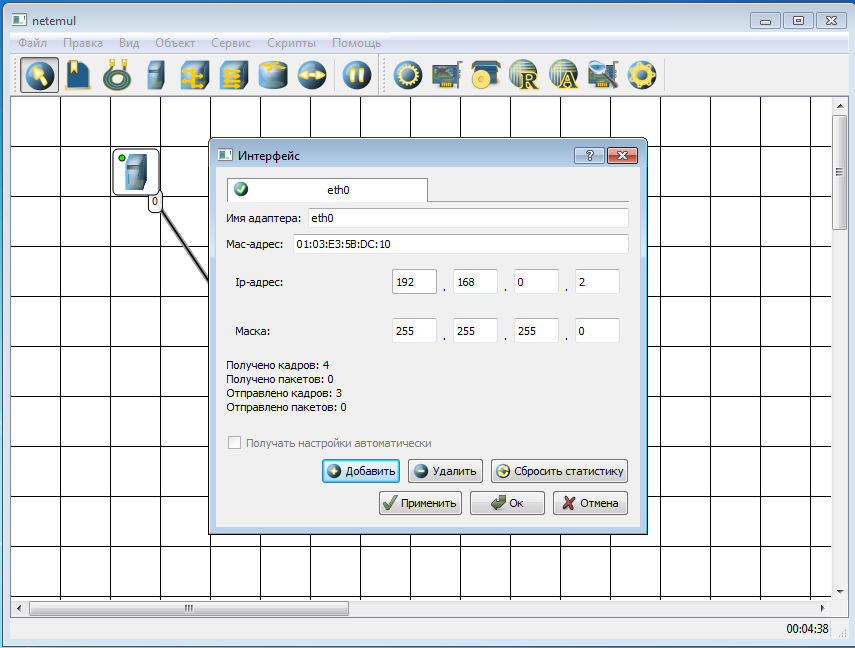 netemul
Файл Правка Вид Объект Сервис Скрипты Помощь
0
Интерфейс
eth0
Имя адаптера: eth0
Mac-адрес: 01:03:E3:5B:DC:10
Ip-адрес: 192 . 168 . 0 . 2
Маска: 255 . 255 . 255 . 0
Получено кадров: 4
Получено пакетов: 0
Отправлено кадров: 3
Отправлено пакетов: 0
Получать настройки автоматически
Добавить Удалить Сбросить статистику
Применить Ок Отмена
00:04:38